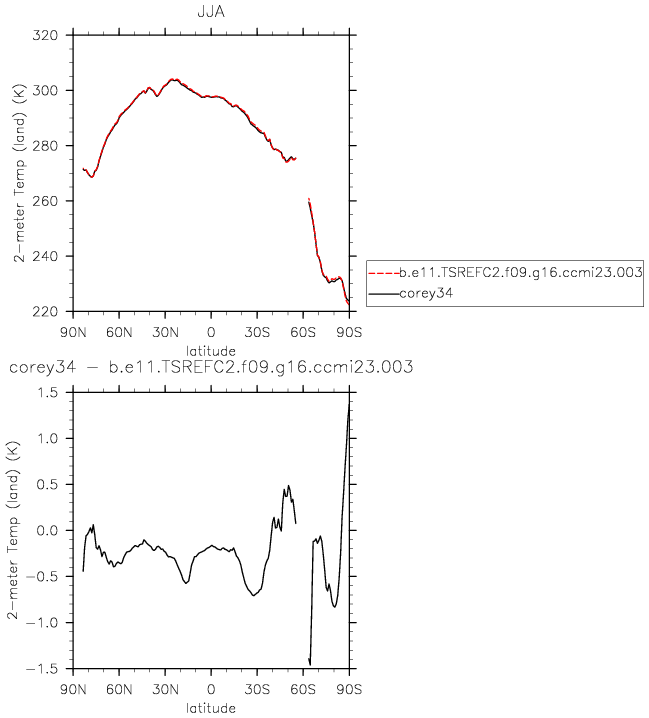 JJA
320
300
280
260
240
220
2-meter Temp (land) (K)
90N 60N 30N 0 30S 60S 90S
latitude
b.e11.TSREFC2.f09.g16.ccmi23.003
corey34
corey34 - b.e11.TSREFC2.f09.g16.ccmi23.003
1.5
1.0
0.5
0.0
-0.5
-1.0
-1.5
2-meter Temp (land) (K)
90N 60N 30N 0 30S 60S 90S
latitude